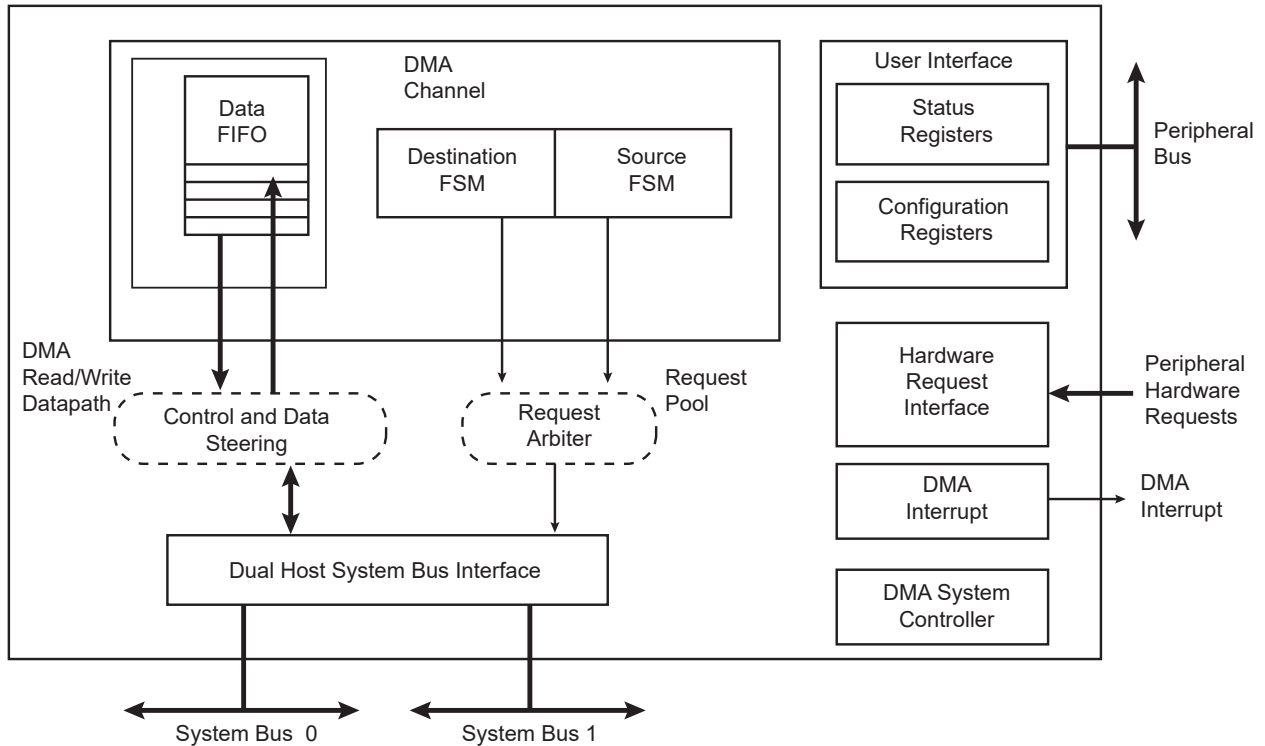 DMA
Channel
Data
FIFO
Destination
FSM
Source
FSM
User Interface
Status
Registers
Configuration
Registers
Peripheral
Bus
DMA
Read/Write
Datapath
Control and Data
Steering
Request
Arbiter
Request
Pool
Hardware
Request
Interface
Peripheral
Hardware
Requests
DMA
Interrupt
DMA
Interrupt
Dual Host System Bus Interface
DMA System
Controller
System Bus 0
System Bus 1